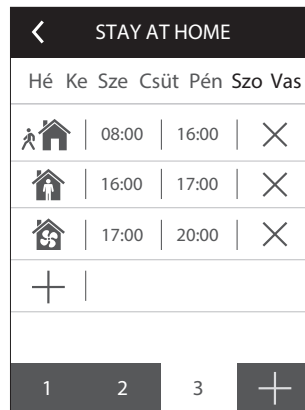 STAY AT HOME
Hé Ke Sze Csüt Pén Szo Vas
08:00 16:00
16:00 17:00
17:00 20:00
1 2 3